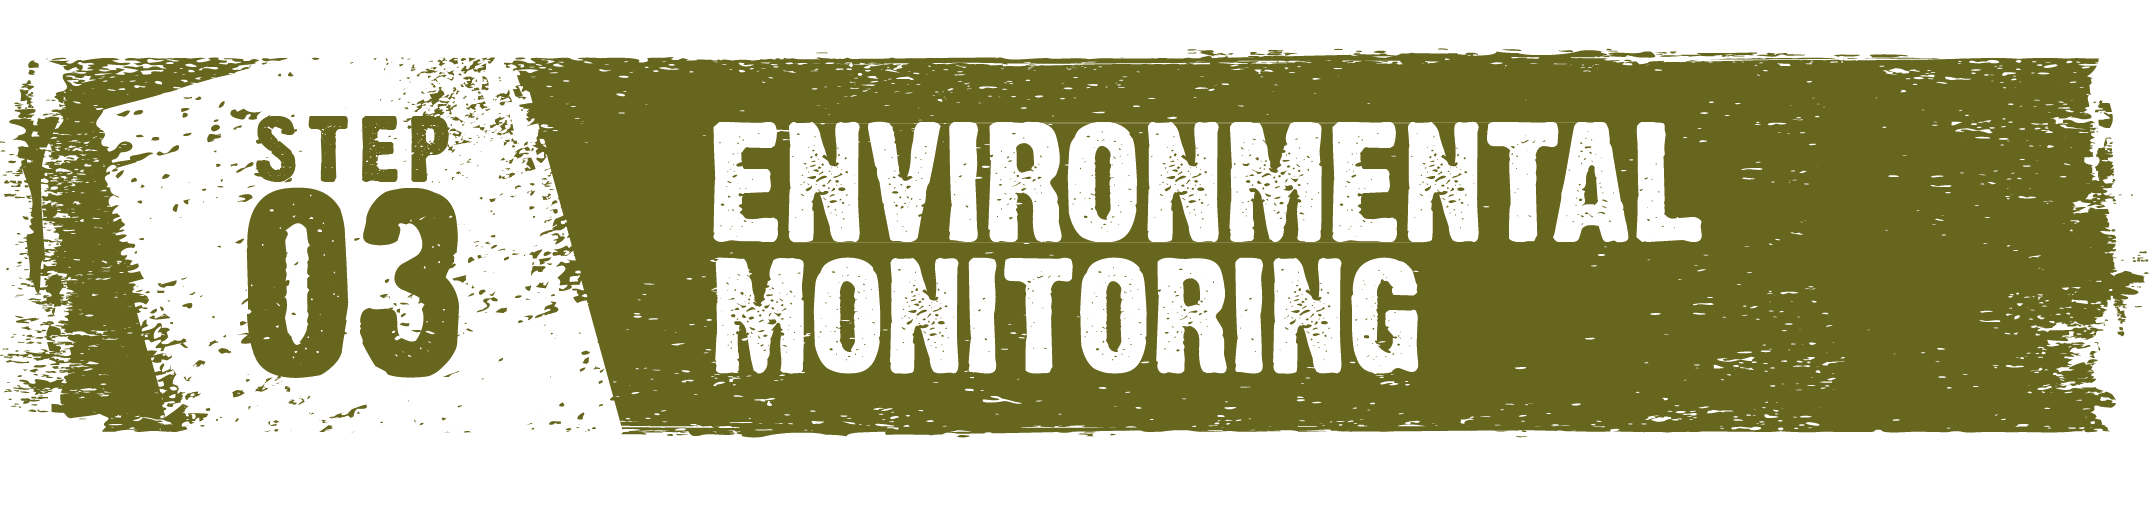 STEP
03
ENVIRONMENTAL
MONITORING